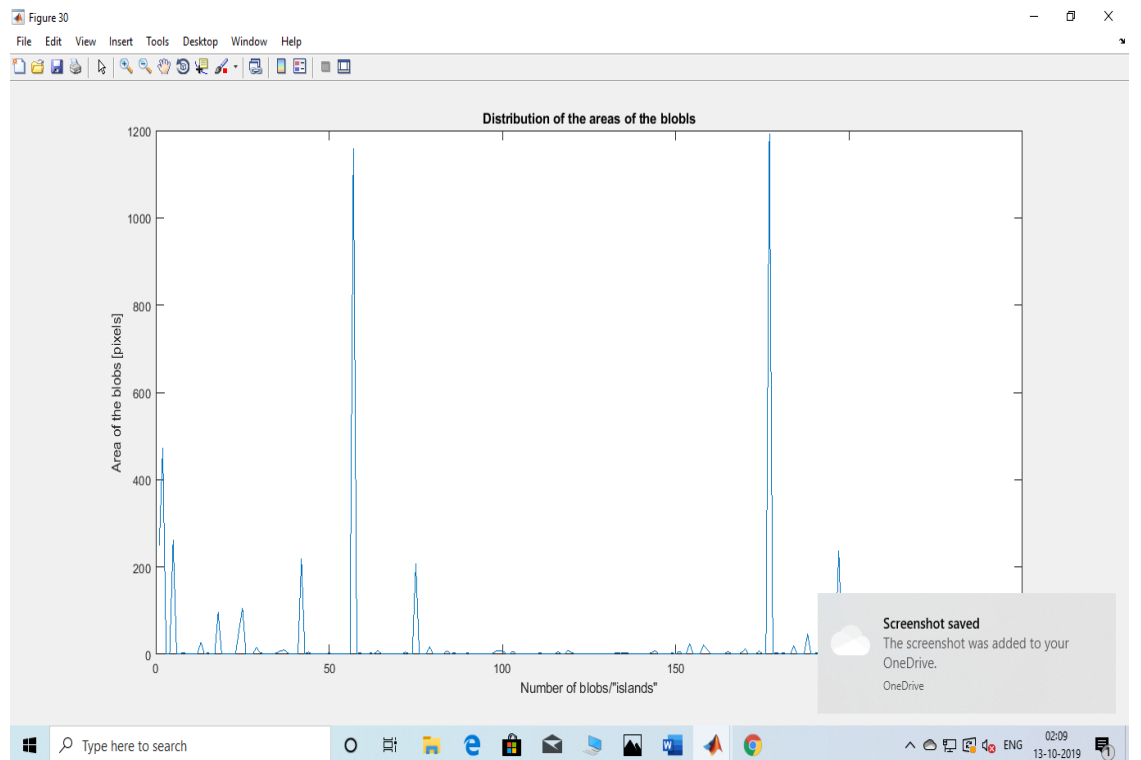 Figure 30
File Edit View Insert Tools Desktop Window Help
Distribution of the areas of the blobls
1200
1000
800
600
400
200
0
Area of the blobs [pixels]
0 50 100 150
Number of blobs/"islands"
Screenshot saved
The screenshot was added to your
OneDrive.
OneDrive
Type here to search
ENG
02:09
13-10-2019
1